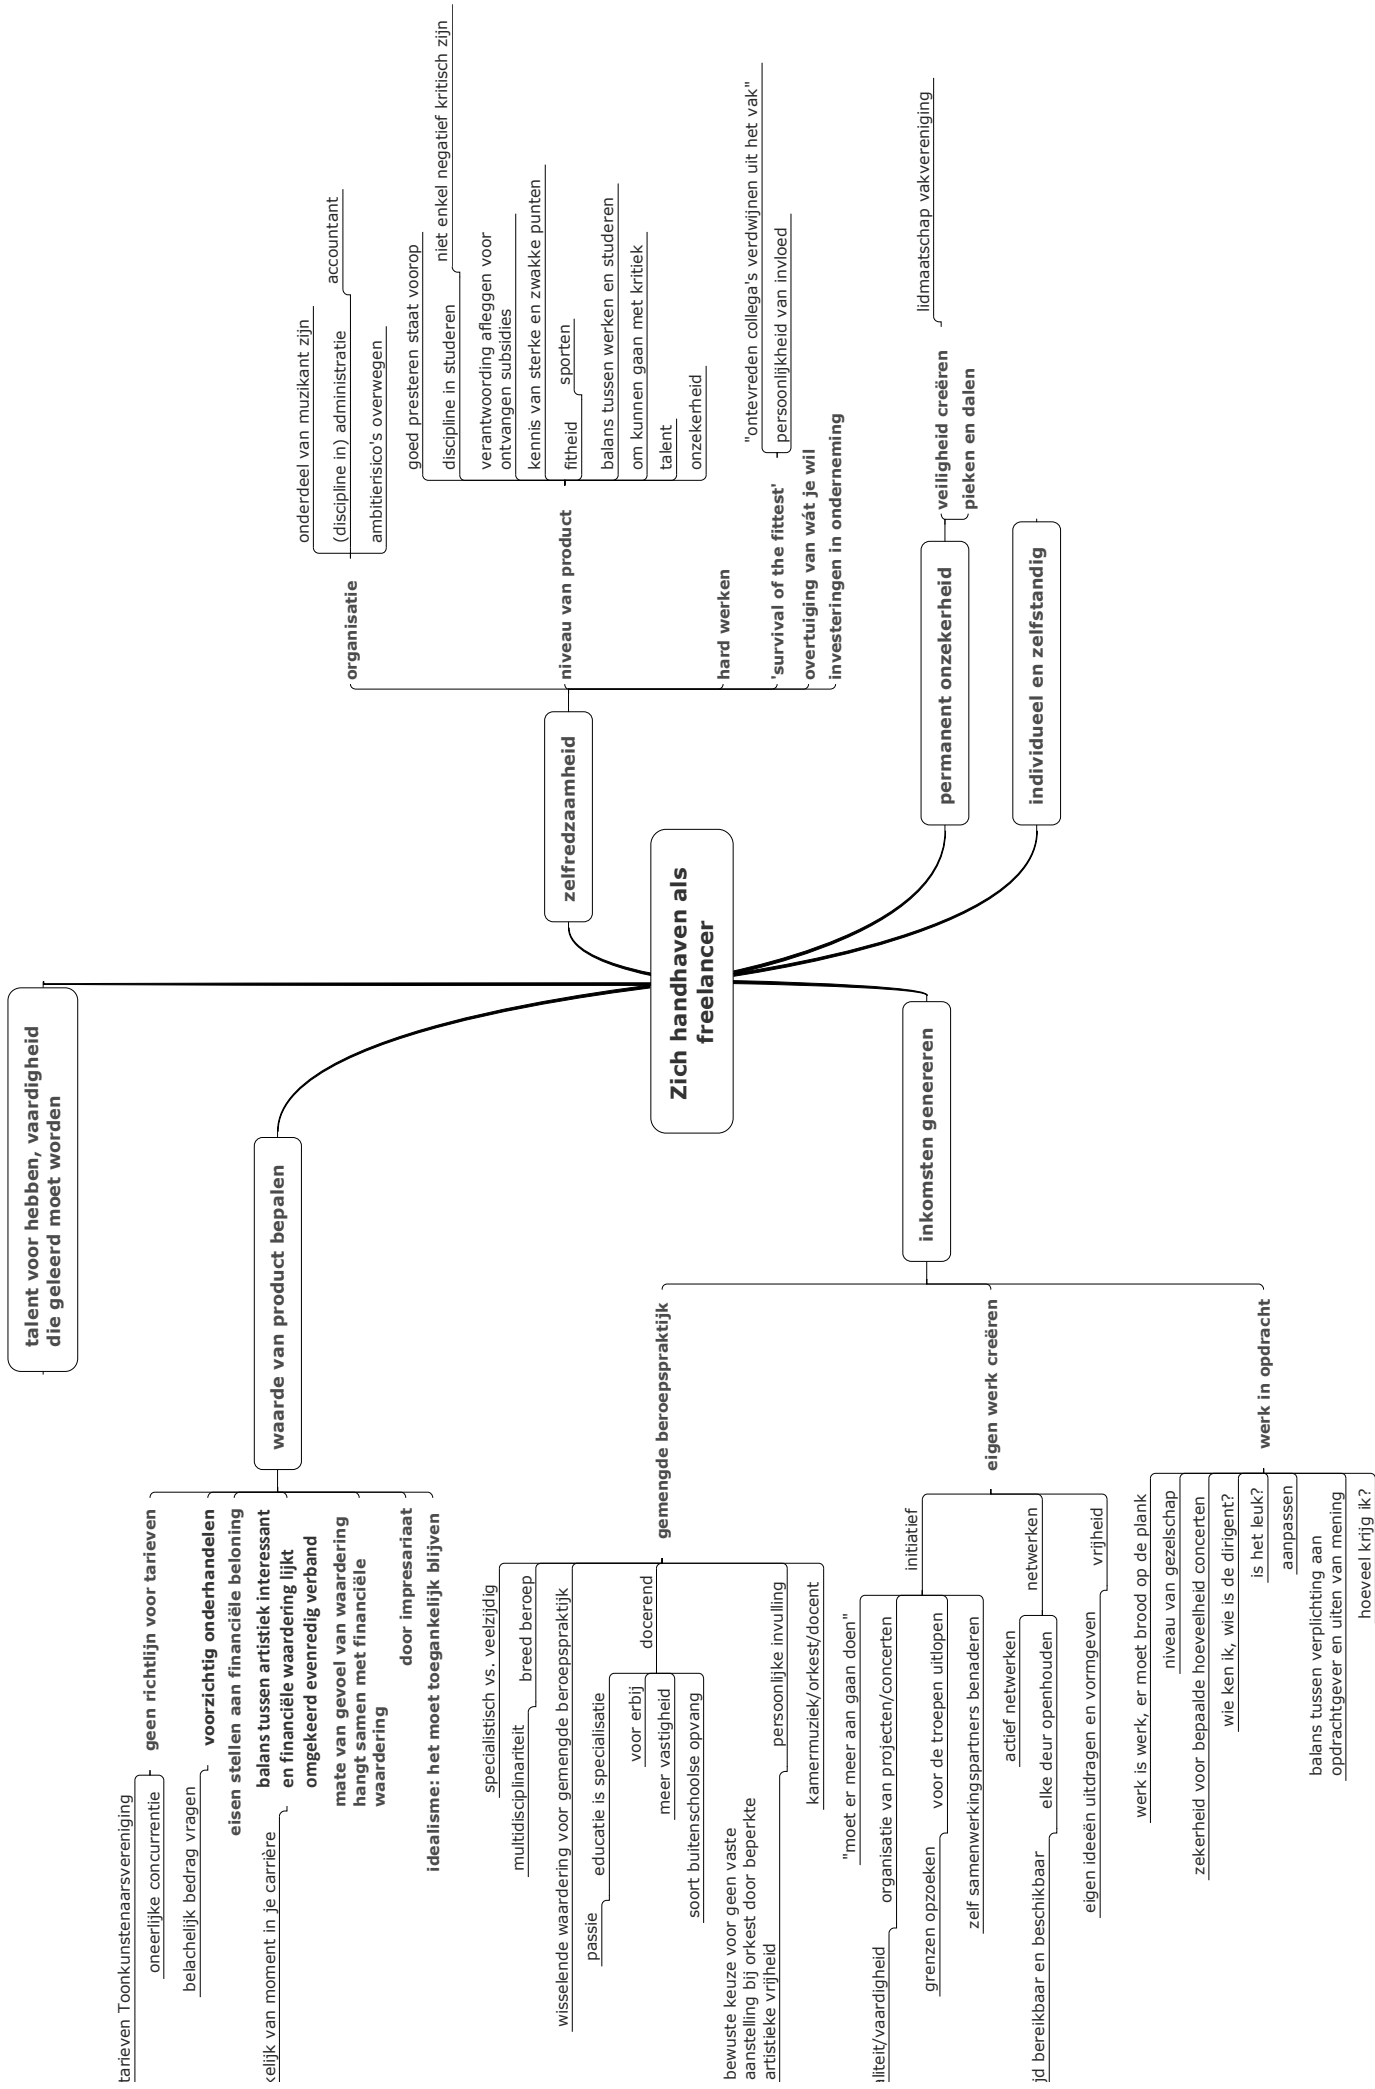 Zich handhaven als
freelancer
talent voor hebben, vaardigheid
die geleerd moet worden
waarde van product bepalen
geen richtlijn voor tarieven
tarieven Toonkunstenaarsvereniging
oneerlijke concurrentie
voorzichtig onderhandelen
belachelijk bedrag vragen
eisen stellen aan financiële beloning
balans tussen artistiek interessant
en financiële waardering lijkt
omgekeerd evenredig verband
kelijk van moment in je carrière
mate van gevoel van waardering
hangt samen met financiële
waardering
door impresariaat
idealisme: het moet toegankelijk blijven
zelfredzaamheid
organisatie
onderdeel van muzikant zijn
(discipline in) administratie
accountant
ambitierisico's overwegen
niveau van product
goed presteren staat voorop
discipline in studeren
niet enkel negatief kritisch zijn
verantwoording afleggen voor
ontvangen subsidies
kennis van sterke en zwakke punten
fitheid
sporten
balans tussen werken en studeren
om kunnen gaan met kritiek
talent
onzekerheid
hard werken
'survival of the fittest'
"ontevreden collega's verdwijnen uit het vak"
persoonlijkheid van invloed
overtuiging van wát je wil
investeringen in onderneming
permanent onzekerheid
veiligheid creëren
lidmaatschap vakvereniging
pieken en dalen
individueel en zelfstandig
inkomsten genereren
gemengde beroepspraktijk
specialistisch vs. veelzijdig
breed beroep
multidisciplinariteit
wisselende waardering voor gemengde beroepspraktijk
docerend
educatie is specialisatie
passie
voor erbij
meer vastigheid
soort buitenschoolse opvang
persoonlijke invulling
bewuste keuze voor geen vaste
aanstelling bij orkest door beperkte
artistieke vrijheid
kamermuziek/orkest/docent
eigen werk creëren
initiatief
"moet er meer aan gaan doen"
organisatie van projecten/concerten
aliteit/vaardigheid
voor de troepen uitlopen
grenzen opzoeken
zelf samenwerkingspartners benaderen
netwerken
actief netwerken
elke deur openhouden
jd bereikbaar en beschikbaar
vrijheid
eigen ideeën uitdragen en vormgeven
werk in opdracht
werk is werk, er moet brood op de plank
niveau van gezelschap
zekerheid voor bepaalde hoeveelheid concerten
wie ken ik, wie is de dirigent?
is het leuk?
aanpassen
balans tussen verplichting aan
opdrachtgever en uiten van mening
hoeveel krijg ik?